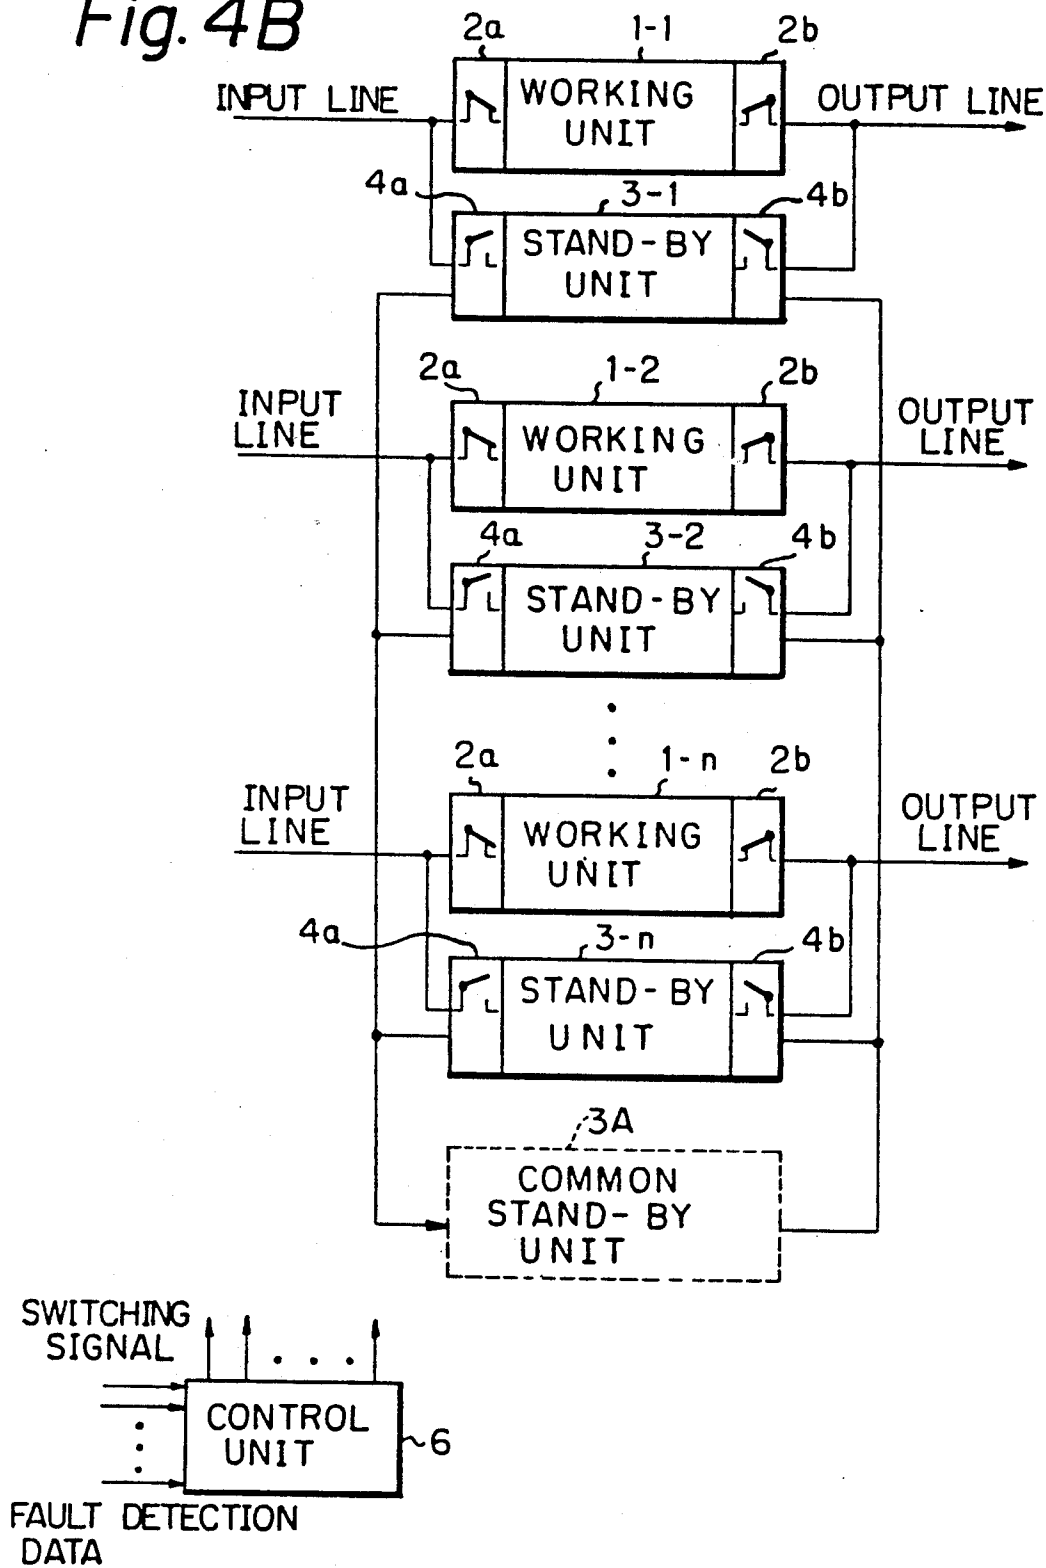 Fig. 4B
2a 1-1 2b
INPUT LINE
WORKING
UNIT
OUTPUT LINE
4a 3-1 4b
STAND-BY
UNIT
2a 1-2 2b
INPUT
LINE
WORKING
UNIT
OUTPUT
LINE
4a 3-2 4b
STAND-BY
UNIT
2a 1-n 2b
INPUT
LINE
WORKING
UNIT
OUTPUT
LINE
4a 3-n 4b
STAND-BY
UNIT
3A
COMMON
STAND-BY
UNIT
SWITCHING
SIGNAL
CONTROL
UNIT
6
FAULT DETECTION
DATA